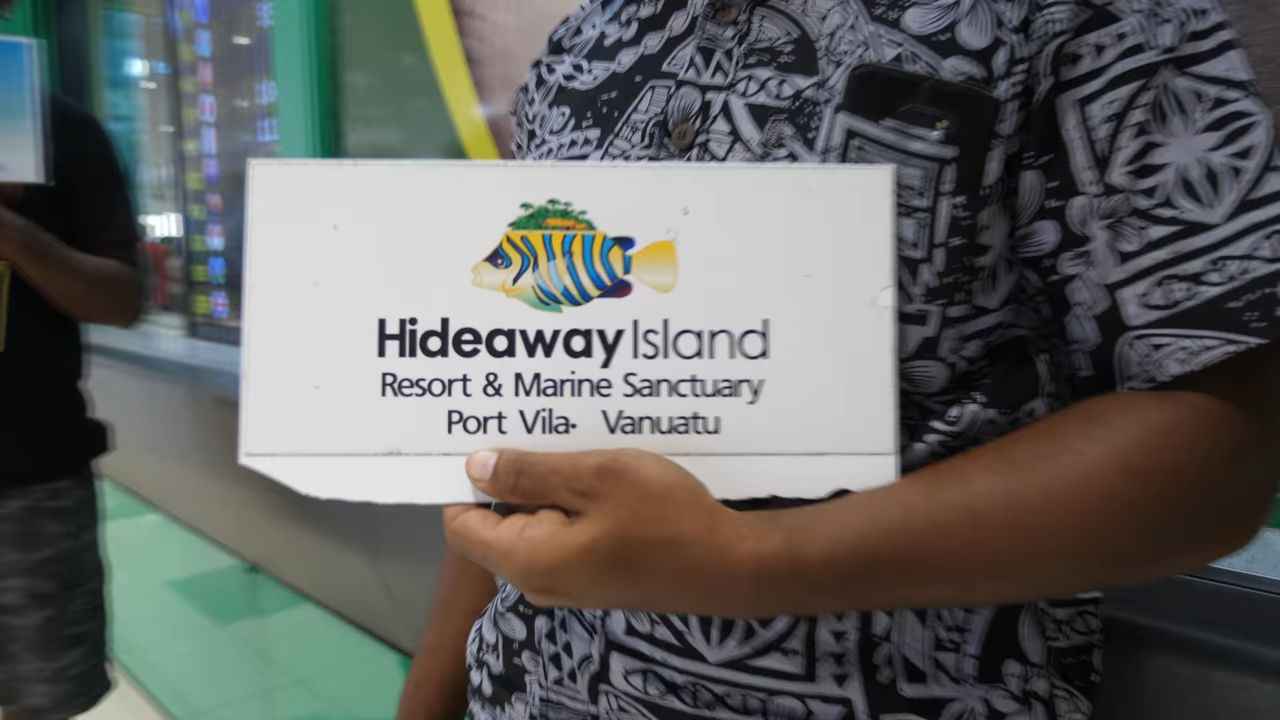 Hideaway Island
Resort & Marine Sanctuary
Port Vila• Vanuatu